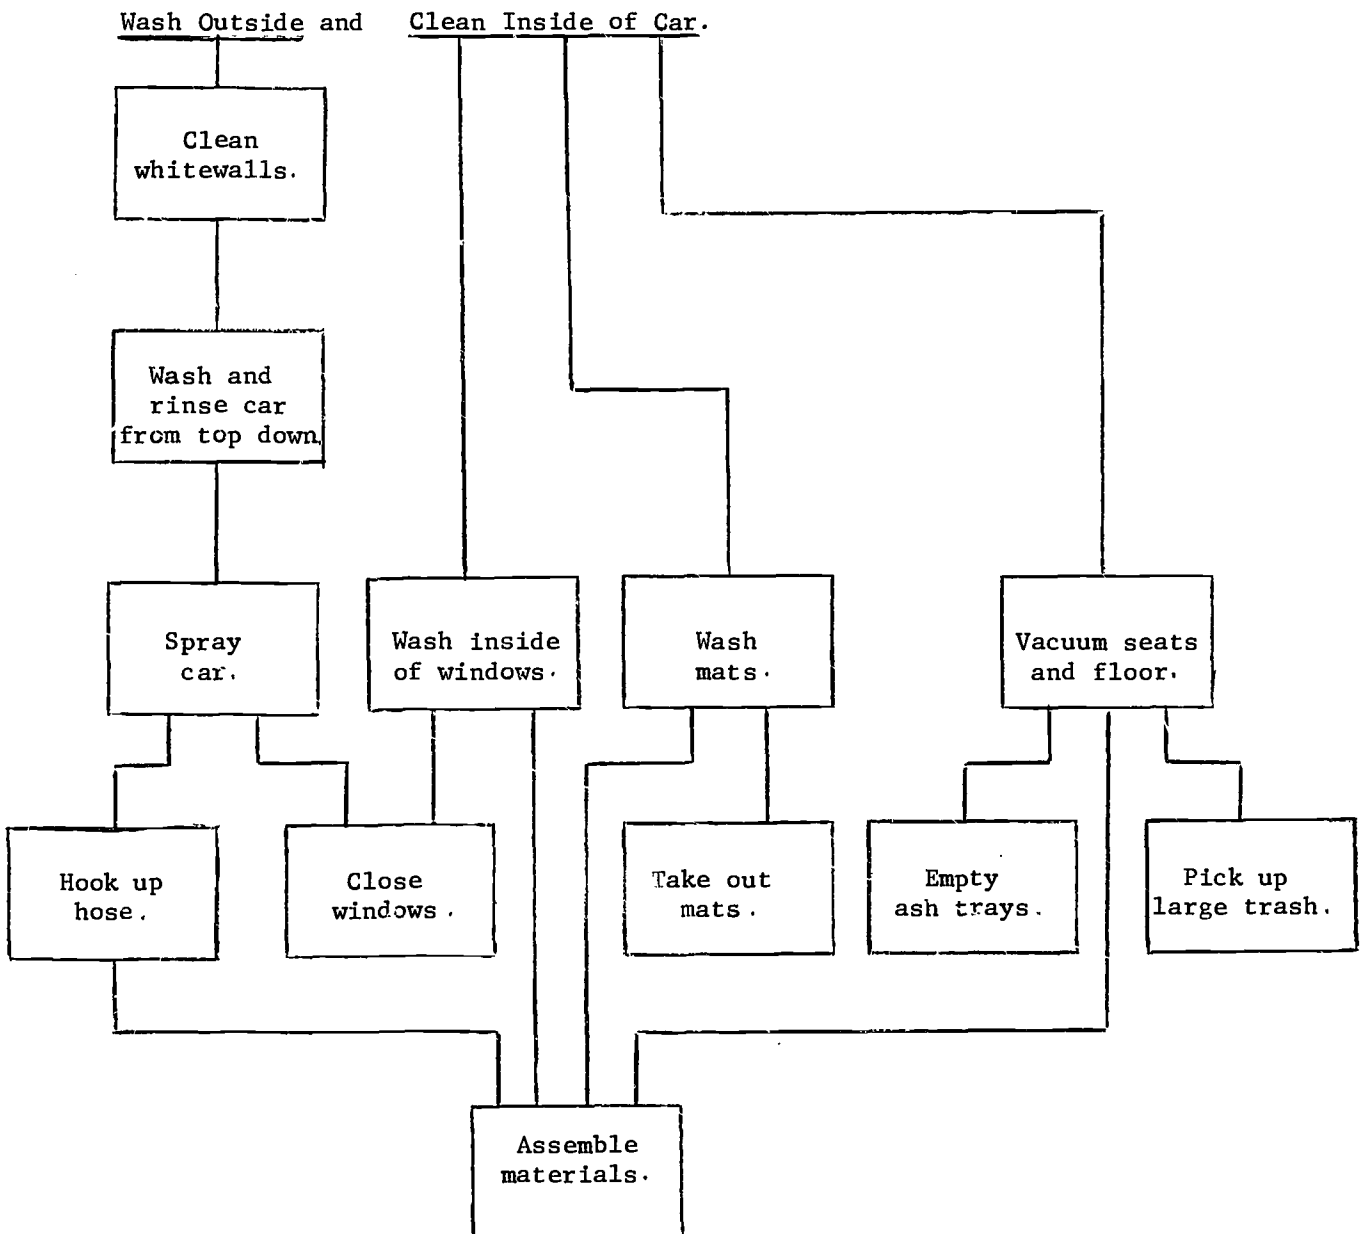 Wash Outside and Clean Inside of Car.
Clean
whitewalls.
Wash and
rinse car
from top down.
Spray
car.
Wash inside
of windows.
Wash
mats.
Vacuum seats
and floor.
Hook up
hose.
Close
windows.
Take out
mats.
Empty
ash trays.
Pick up
large trash.
Assemble
materials.